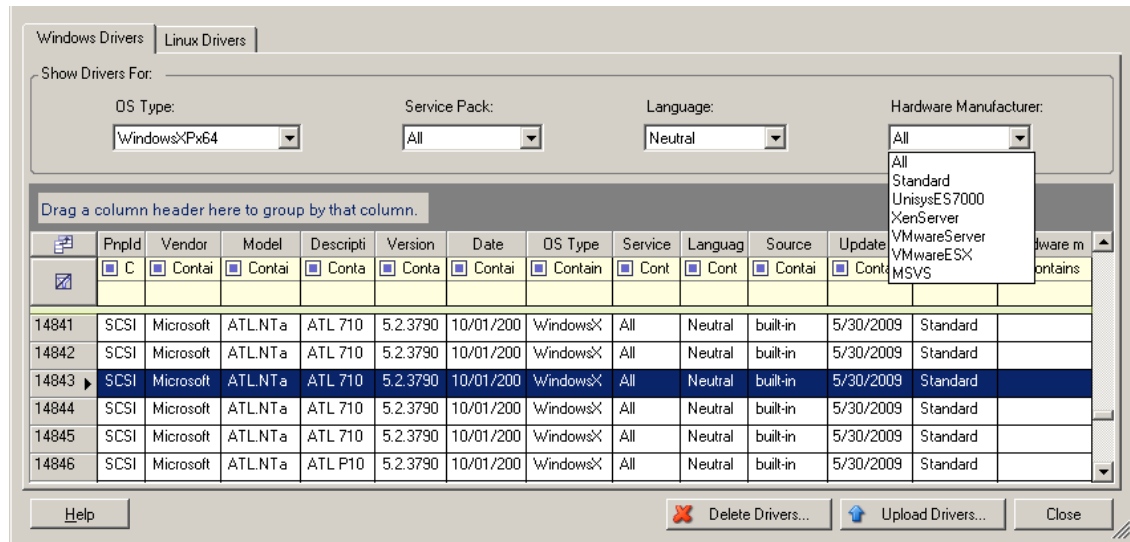 Windows Drivers Linux Drivers
Show Drivers For:
OS Type: Service Pack: Language: Hardware Manufacturer:
WindowsXPx64 All Neutral All
All
Standard
UnisysES7000
XenServer
VMwareServer
VMwareESX
MSVS
Drag a column header here to group by that column.
PnpId Vendor Model Descripti Version Date OS Type Service Languag Source Update dware m
C Contai Contai Conta Conta Contai Contain Cont Cont Contai Conta ontains
14841 SCSI Microsoft ATL.NTa ATL 710 5.2.3790 10/01/200 WindowsX All Neutral built-in 5/30/2009 Standard
14842 SCSI Microsoft ATL.NTa ATL 710 5.2.3790 10/01/200 WindowsX All Neutral built-in 5/30/2009 Standard
14843 SCSI Microsoft ATL.NTa ATL 710 5.2.3790 10/01/200 WindowsX All Neutral built-in 5/30/2009 Standard
14844 SCSI Microsoft ATL.NTa ATL 710 5.2.3790 10/01/200 WindowsX All Neutral built-in 5/30/2009 Standard
14845 SCSI Microsoft ATL.NTa ATL 710 5.2.3790 10/01/200 WindowsX All Neutral built-in 5/30/2009 Standard
14846 SCSI Microsoft ATL.NTa ATL P10 5.2.3790 10/01/200 WindowsX All Neutral built-in 5/30/2009 Standard
Help Delete Drivers... Upload Drivers... Close